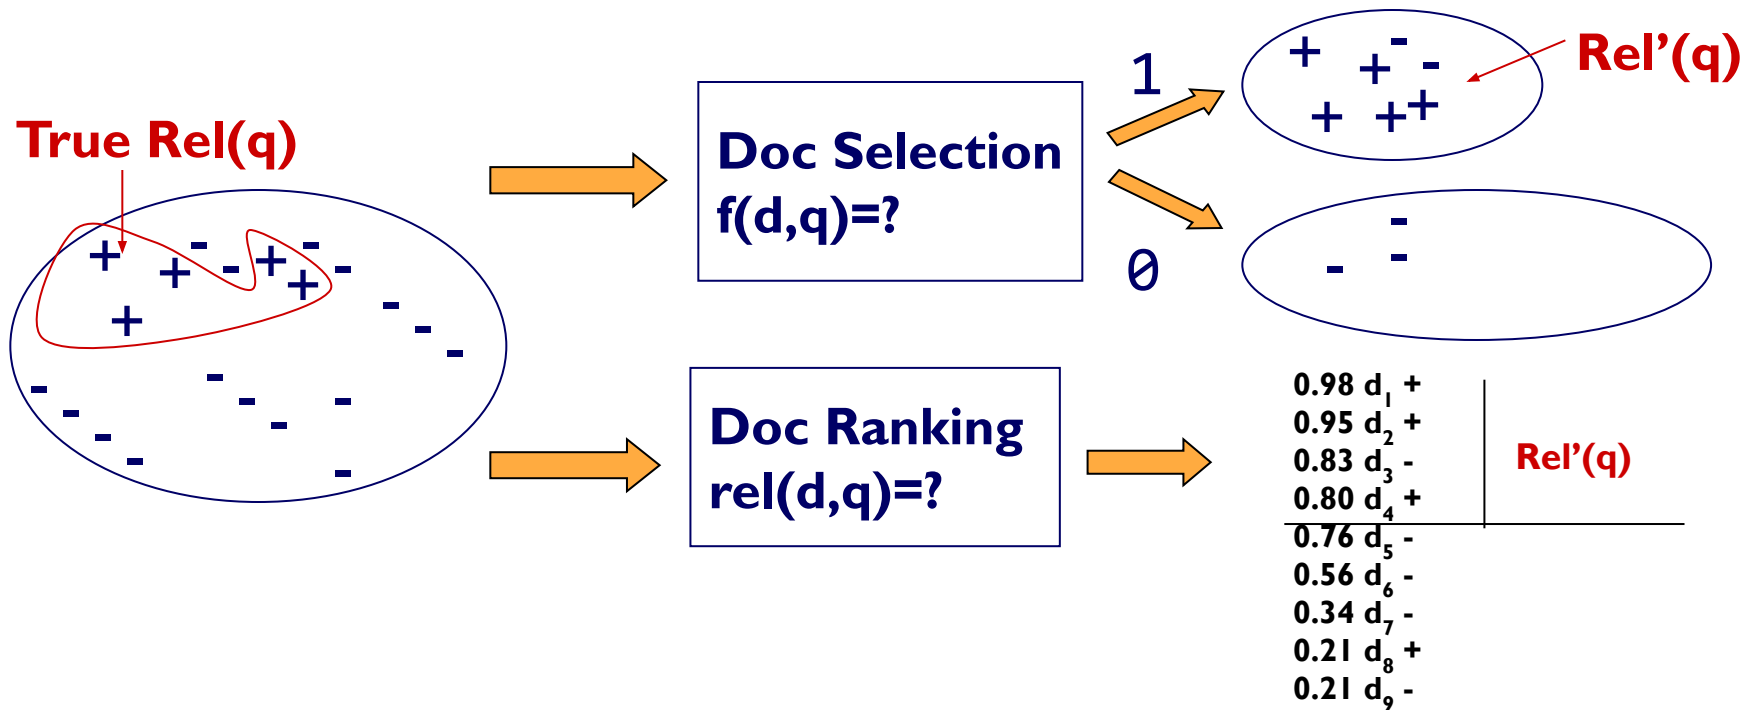 True Rel(q)
Doc Selection
f(d,q)=?
1
0
Rel’(q)
Doc Ranking
rel(d,q)=?
0.98 d1 +
0.95 d2 +
0.83 d3 -
0.80 d4 +
0.76 d5 -
0.56 d6 -
0.34 d7 -
0.21 d8 +
0.21 d9 -
Rel’(q)